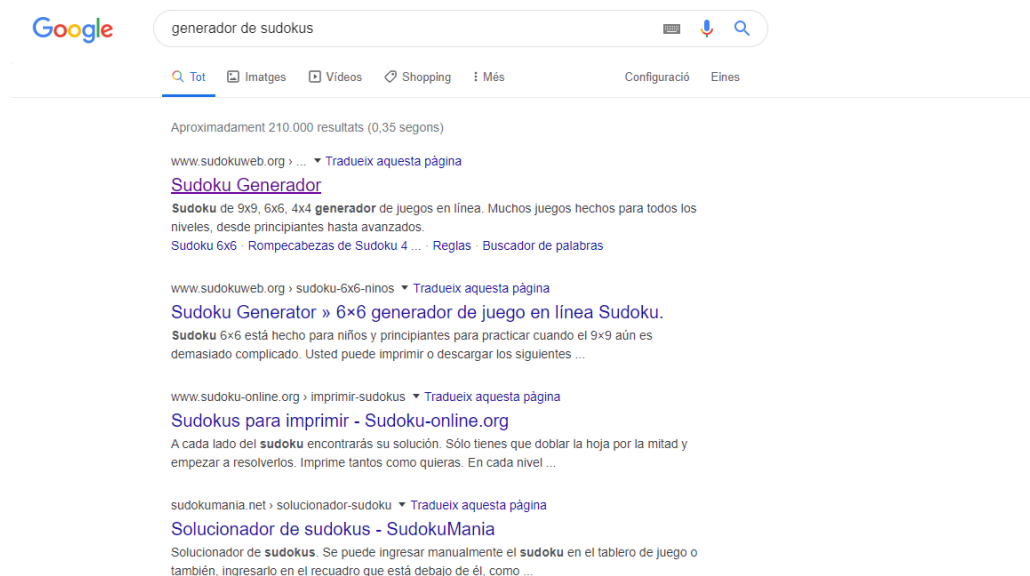 Google
generador de sudokus
Tot Imatges Vídeos Shopping Més Configuració Eines
Aproximadament 210.000 resultats (0,35 segons)
www.sudokuweb.org › ... ▼ Tradueix aquesta pàgina
Sudoku Generador
Sudoku de 9x9, 6x6, 4x4 generador de juegos en línea. Muchos juegos hechos para todos los
niveles, desde principiantes hasta avanzados.
Sudoku 6x6 · Rompecabezas de Sudoku 4 ... · Reglas · Buscador de palabras
www.sudokuweb.org › sudoku-6x6-ninos ▼ Tradueix aquesta pàgina
Sudoku Generator » 6×6 generador de juego en línea Sudoku.
Sudoku 6×6 está hecho para niños y principiantes para practicar cuando el 9×9 aún es
demasiado complicado. Usted puede imprimir o descargar los siguientes ...
www.sudoku-online.org › imprimir-sudokus ▼ Tradueix aquesta pàgina
Sudokus para imprimir - Sudoku-online.org
A cada lado del sudoku encontrarás su solución. Sólo tienes que doblar la hoja por la mitad y
empezar a resolverlos. Imprime tantos como quieras. En cada nivel ...
sudokumania.net › solucionador-sudoku ▼ Tradueix aquesta pàgina
Solucionador de sudokus - SudokuMania
Solucionador de sudokus. Se puede ingresar manualmente el sudoku en el tablero de juego o
también, ingresarlo en el recuadro que está debajo de él, como ...